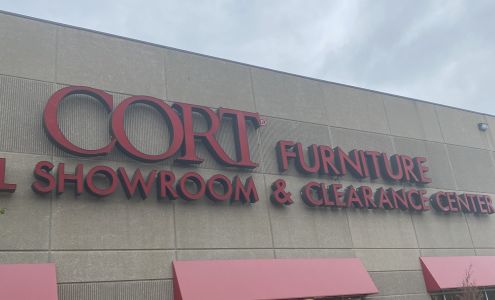 CORT® FURNITURE
L SHOWROOM & CLEARANCE CENTER